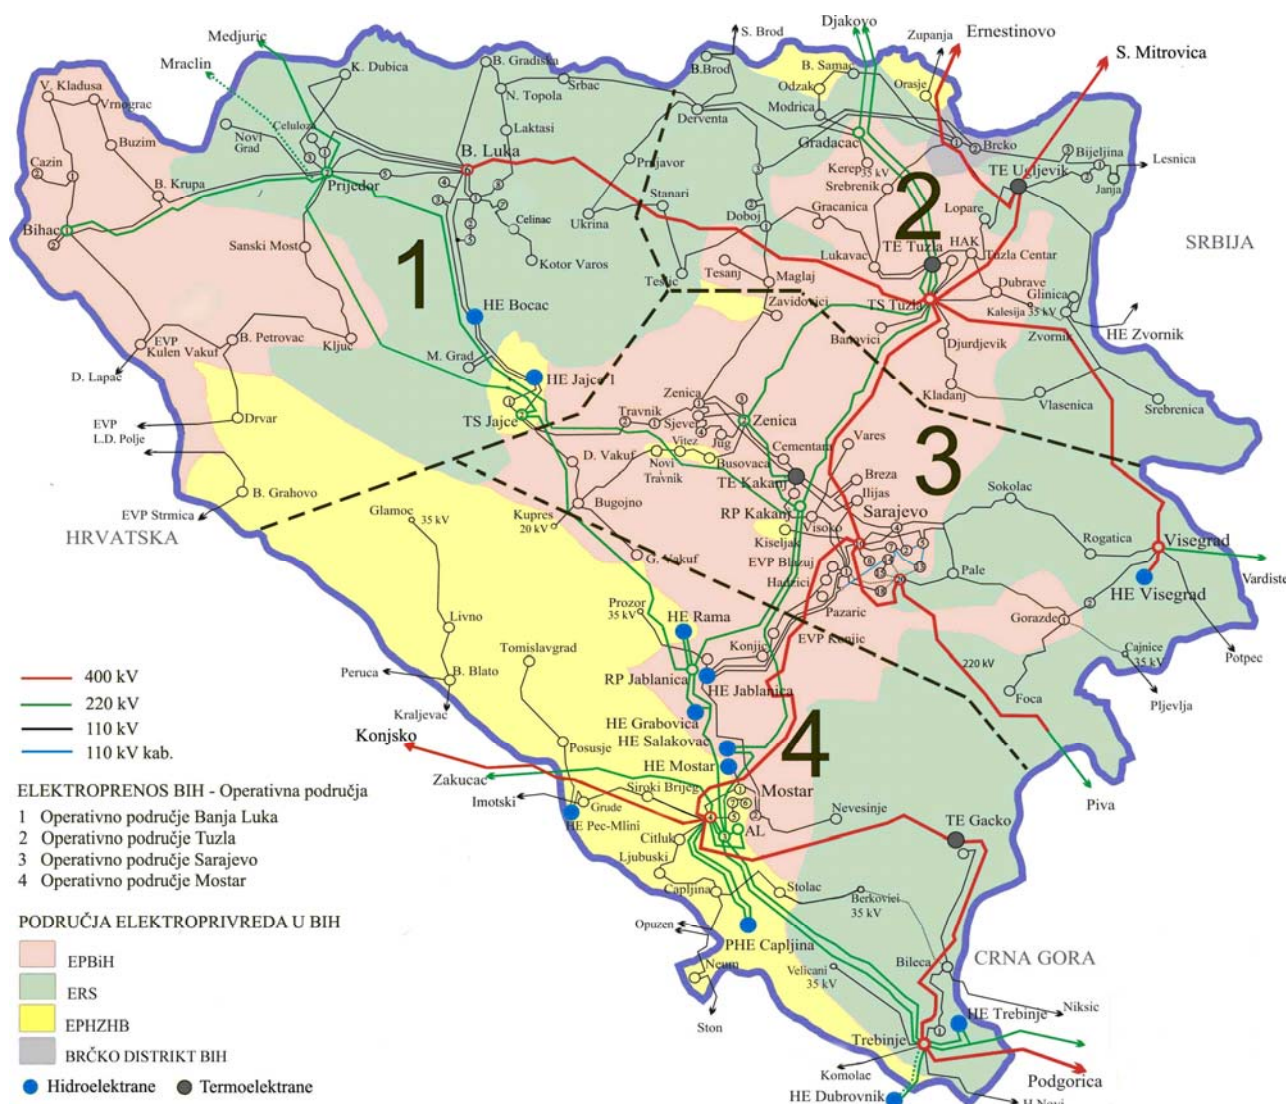 Djakovo
S. Brod
Zupanja
Ernestinovo
S. Mitrovica
Medjuric
Mraclin
K. Dubica
B. Gradiska
Srbac
N. Topola
B.Brod
B. Samac
Odzak
Orasje
Modrica
V. Kladusa
Vrnograc
Buzim
Novi
Grad
Celuloza
Laktasi
Derventa
Gradacac
Brcko
Bijeljina
Lesnica
Cazin
B. Krupa
Prijedor
B. Luka
Prnjavor
Stanari
Kerep
35 kV
Srebrenik
TE Ugljevik
Janja
Bihac
Sanski Most
Celinac
Ukrina
Doboj
Gracanica
2
Lopare
SRBIJA
1
Kotor Varos
Teslic
Tesanj
Maglaj
Lukavac
TE Tuzla
HAK
Tuzla Centar
Dubrave
Glinica
HE Bocac
Zavidovici
TS Tuzla
Kalesija 35 kV
Zvornik
HE Zvornik
EVP
Kulen Vakuf
B. Petrovac
Kljuc
M. Grad
Banovici
Djurdjevik
D. Lapac
HE Jajce 1
Kladanj
Vlasenica
Srebrenica
EVP
L.D. Polje
Drvar
TS Jajce
Travnik
Zenica
Sjever
Zenica
Jug
Vitez
Novi
Travnik
Busovaca
Cementara
Vares
3
D. Vakuf
TE Kakanj
Breza
Ilijas
B. Grahovo
EVP Strmica
Bugojno
RP Kakanj
Sarajevo
Sokolac
HRVATSKA
Glamoc
35 kV
Kupres
20 kV
Visoko
Kiseljak
Rogatica
Visegrad
Vardiste
G. Vakuf
EVP Blazuj
Hadzici
Pale
HE Visegrad
Prozor
35 kV
Pazaric
Gorazde
Livno
HE Rama
EVP Konjic
Cajnice
35 kV
Potpec
Tomislavgrad
Konjic
220 kV
Foca
Pljevlja
400 kV
220 kV
110 kV
110 kV kab.
Peruca
B. Blato
Kraljevac
RP Jablanica
HE Jablanica
HE Grabovica
HE Salakovac
4
Konjsko
Posusje
HE Mostar
Zakucac
Piva
ELEKTROPRENOS BIH - Operativna područja
1 Operativno područje Banja Luka
2 Operativno područje Tuzla
3 Operativno područje Sarajevo
4 Operativno područje Mostar
Imotski
Grude
Siroki Brijeg
Mostar
Nevesinje
TE Gacko
HE Pec-Mlini
Citluk
AL
Ljubuski
Capljina
Stolac
Berkovici
35 kV
PODRUČJA ELEKTROPRIVREDA U BIH
EPBiH
ERS
EPHZHB
BRČKO DISTRIKT BIH
Hidroelektrane
Termoelektrane
Opuzen
PHE Capljina
Neum
Velicani
35 kV
Bileca
CRNA GORA
Ston
Niksic
HE Trebinje
Trebinje
Komolac
Podgorica
HE Dubrovnik
H.Novi